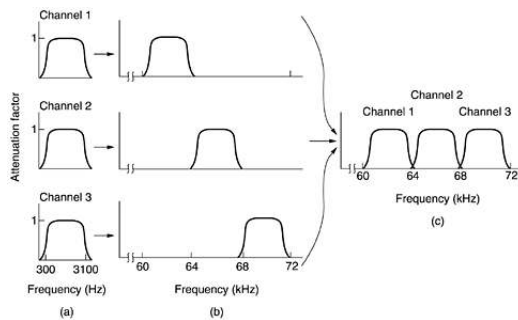 Channel 1
1
Channel 2
1
Attenuation factor
Channel 3
1
300 3100
Frequency (Hz)
(a)
60 64 68 72
Frequency (kHz)
(b)
Channel 2
Channel 1 Channel 3
60 64 68 72
Frequency (kHz)
(c)